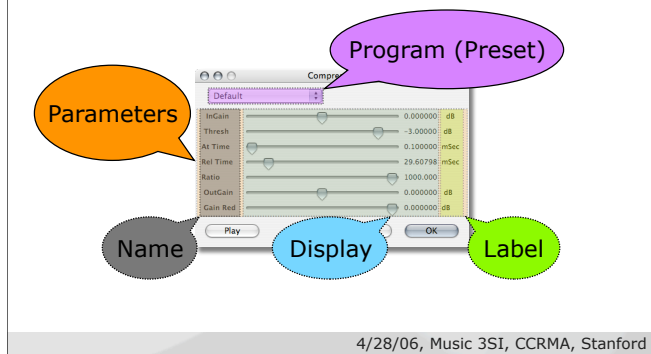 Program (Preset)
Compre
Default
Parameters
InGain 0.000000 dB
Thresh -3.00000 dB
At Time 0.100000 mSec
Rel Time 29.60798 mSec
Ratio 1000.000
OutGain 0.000000 dB
Gain Red 0.000000 dB
Play OK
Name Display Label
4/28/06, Music 3SI, CCRMA, Stanford